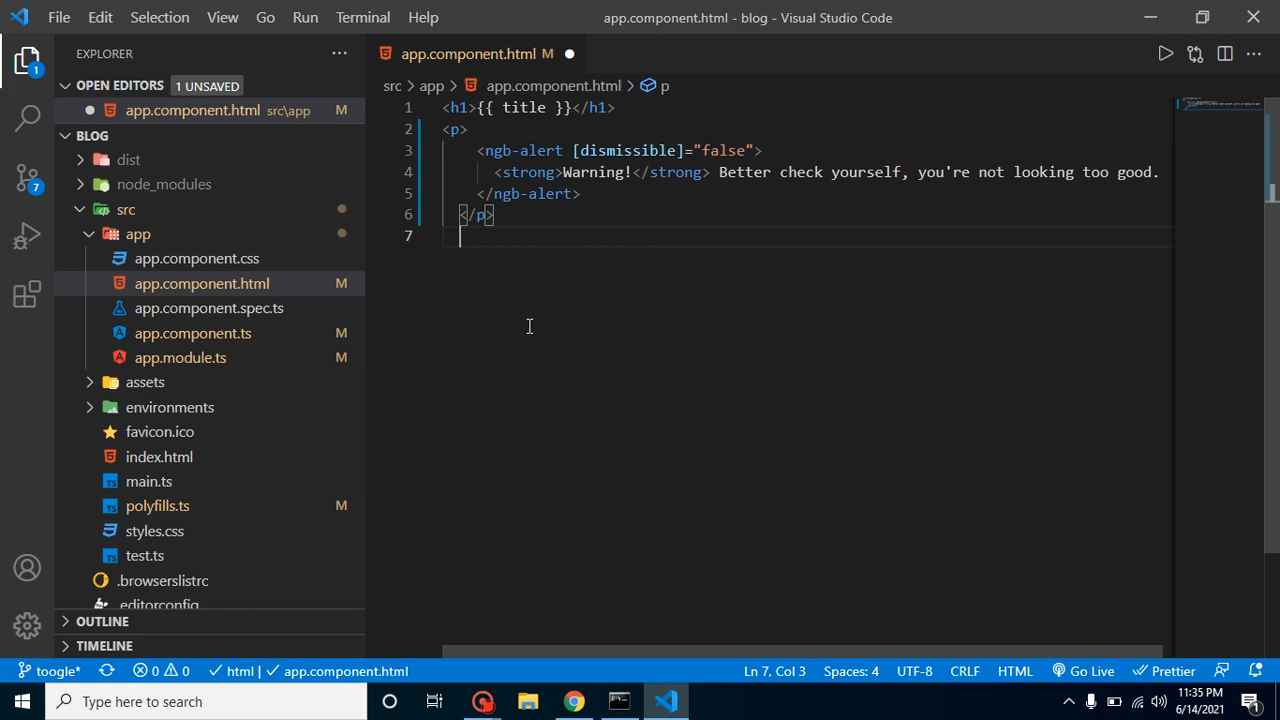 File Edit Selection View Go Run Terminal Help
app.component.html - blog - Visual Studio Code
EXPLORER
OPEN EDITORS 1 UNSAVED
app.component.html src\app M
BLOG
dist
node_modules
src
app
app.component.css
app.component.html M
app.component.spec.ts
app.component.ts M
app.module.ts M
assets
environments
favicon.ico
index.html
main.ts
polyfills.ts M
styles.css
test.ts
.browserslistrc
.editorconfig
OUTLINE
TIMELINE
app.component.html M
src > app > app.component.html > p
1 <h1>{{ title }}</h1>
2 <p>
3 <ngb-alert [dismissible]="false">
4 <strong>Warning!</strong> Better check yourself, you're not looking too good.
5 </ngb-alert>
6 </p>
7
toogle* 0 0 html | app.component.html Ln 7, Col 3 Spaces: 4 UTF-8 CRLF HTML Go Live Prettier
Type here to search
11:35 PM
6/14/2021
1
1
7